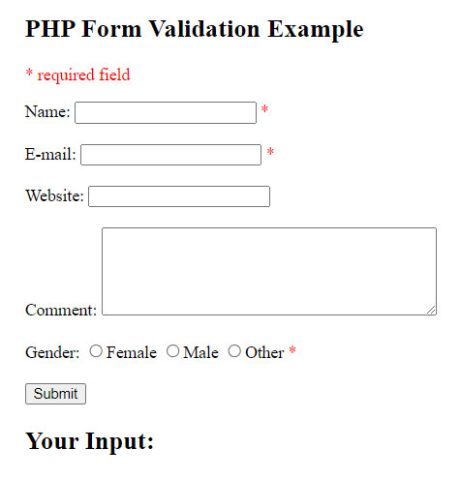 PHP Form Validation Example
* required field
Name: *
E-mail: *
Website:
Comment:
Gender: Female Male Other *
Submit
Your Input: